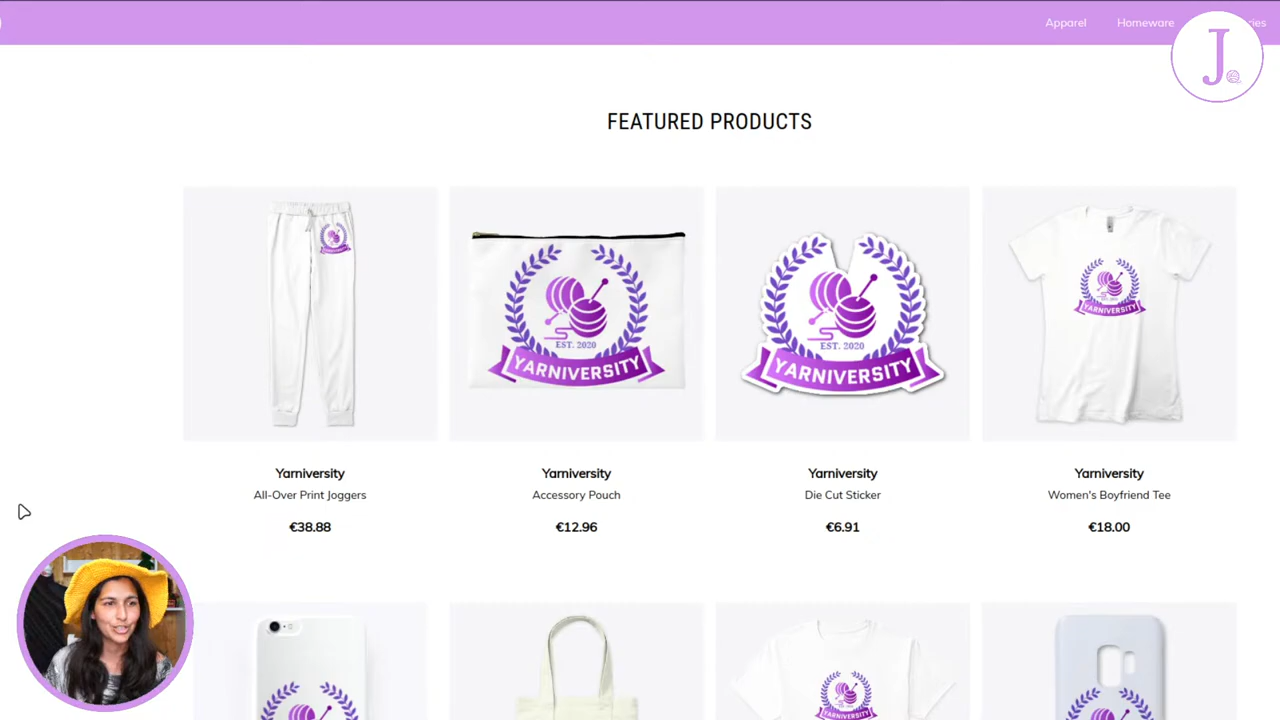 Apparel Homeware
J
FEATURED PRODUCTS
YARNIVERSITY
EST. 2020
YARNIVERSITY
EST. 2020
YARNIVERSITY
YARNIVERSITY
Yarniversity
All-Over Print Joggers
€38.88
Yarniversity
Accessory Pouch
€12.96
Yarniversity
Die Cut Sticker
€6.91
Yarniversity
Women's Boyfriend Tee
€18.00